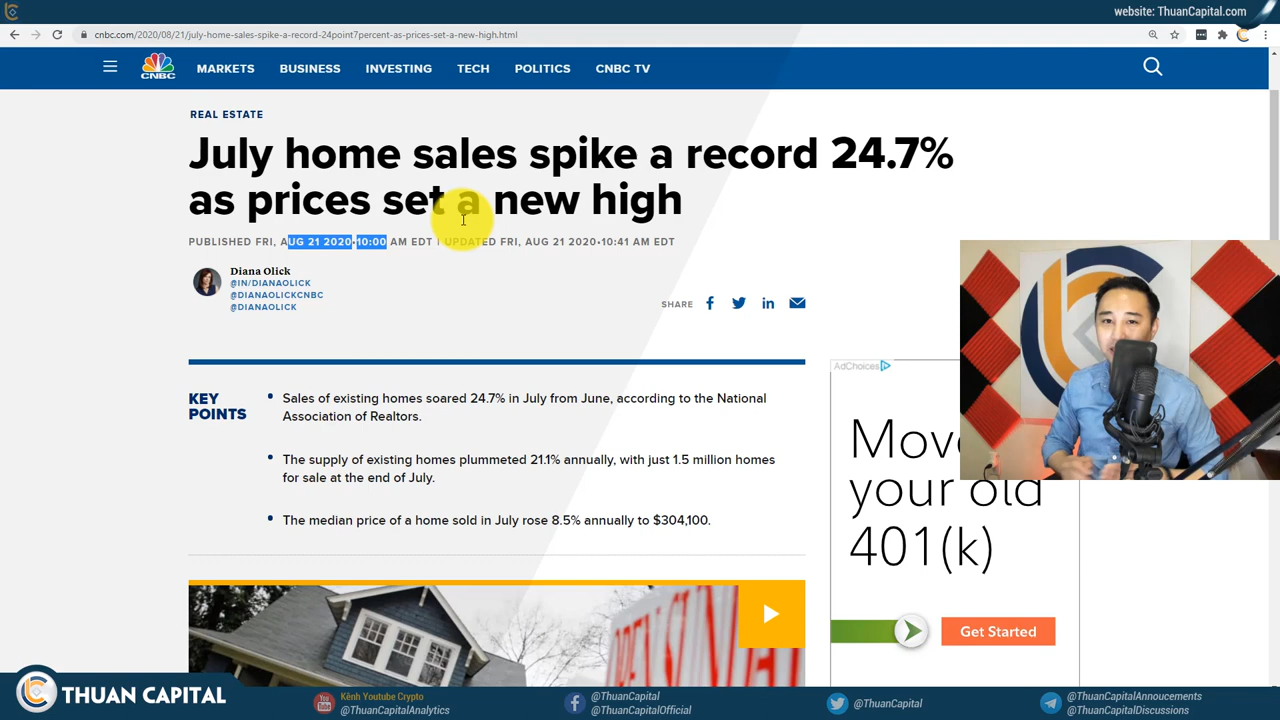 website: ThuanCapital.com
cnbc.com/2020/08/21/july-home-sales-spike-a-record-24point7percent-as-prices-set-a-new-high.html
CNBC
MARKETS
BUSINESS
INVESTING
TECH
POLITICS
CNBC TV
REAL ESTATE
July home sales spike a record 24.7%
as prices set a new high
PUBLISHED FRI, AUG 21 2020•10:00 AM EDT | UPDATED FRI, AUG 21 2020•10:41 AM EDT
Diana Olick
@IN/DIANAOLICK
@DIANAOLICKCNBC
@DIANAOLICK
SHARE
KEY
POINTS
Sales of existing homes soared 24.7% in July from June, according to the National
Association of Realtors.
The supply of existing homes plummeted 21.1% annually, with just 1.5 million homes
for sale at the end of July.
The median price of a home sold in July rose 8.5% annually to $304,100.
AdChoices
your old
401(k)
Get Started
THUAN CAPITAL
Kênh Youtube Crypto
@ThuanCapitalAnalytics
@ThuanCapital
@ThuanCapitalOfficial
@ThuanCapital
@ThuanCapitalAnnoucements
@ThuanCapitalDiscussions